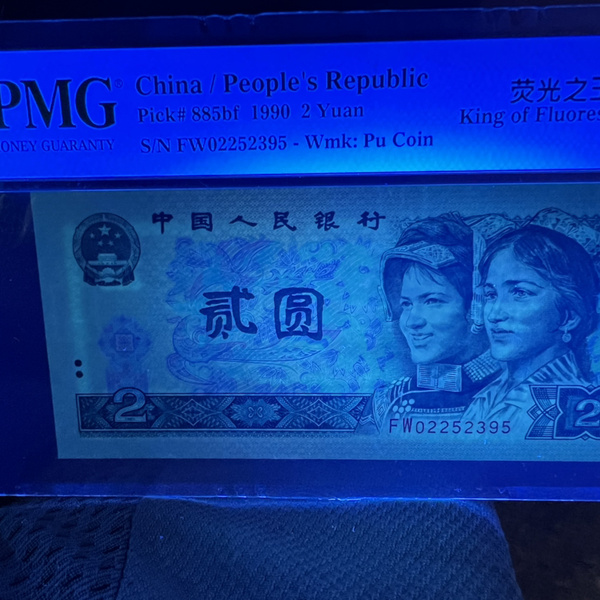 PMG®
MONEY GUARANTY
China / People's Republic
Pick# 885bf 1990 2 Yuan
S/N FW02252395 - Wmk: Pu Coin
荧光之王
King of Fluores
中国人民银行
贰圆
2
FW02252395
2